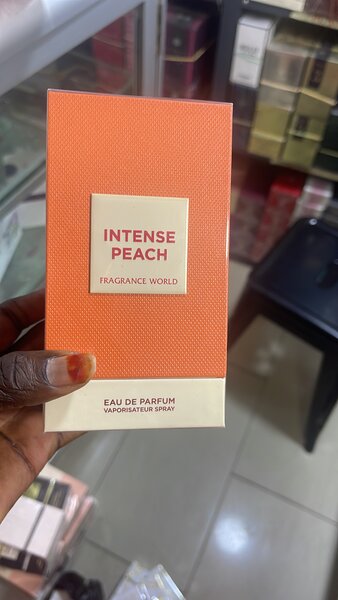 INTENSE
PEACH
FRAGRANCE WORLD
EAU DE PARFUM
VAPORISATEUR SPRAY